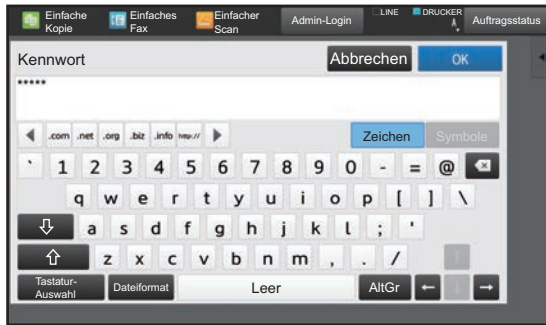 Einfache Kopie
Einfaches Fax
Einfacher Scan
Admin-Login
LINE
DRUCKER
Auftragsstatus
Kennwort
Abbrechen
OK
*****
.com .net .org .biz .info http://
Zeichen
Symbole
` 1 2 3 4 5 6 7 8 9 0 - = @
q w e r t y u i o p [ ] \
a s d f g h j k l ; '
z x c v b n m , . /
Tastatur-
Auswahl
Dateiformat
Leer
AltGr